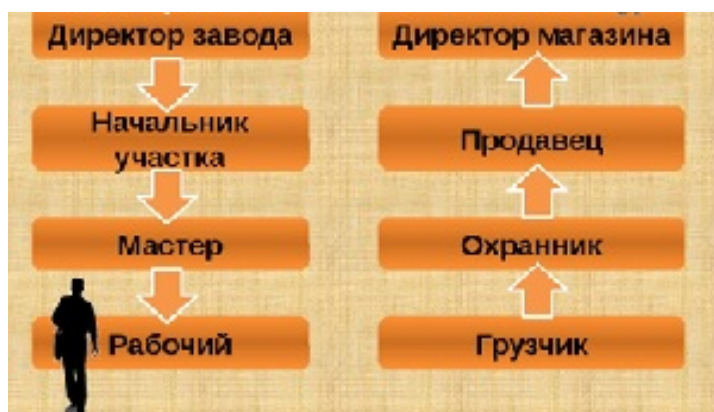 Директор завода
Начальник
участка
Мастер
Рабочий
Директор магазина
Продавец
Охранник
Грузчик